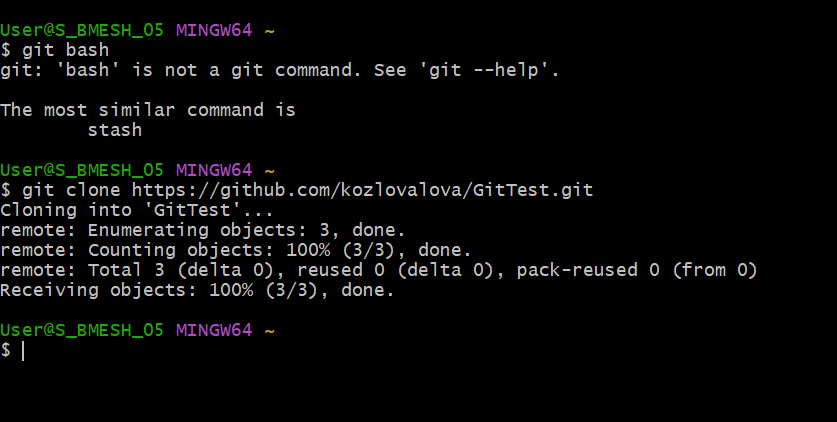 User@S_BMESH_05 MINGW64 ~
$ git bash
git: 'bash' is not a git command. See 'git --help'.
The most similar command is
        stash
User@S_BMESH_05 MINGW64 ~
$ git clone https://github.com/kozlovalova/GitTest.git
Cloning into 'GitTest'...
remote: Enumerating objects: 3, done.
remote: Counting objects: 100% (3/3), done.
remote: Total 3 (delta 0), reused 0 (delta 0), pack-reused 0 (from 0)
Receiving objects: 100% (3/3), done.
User@S_BMESH_05 MINGW64 ~
$